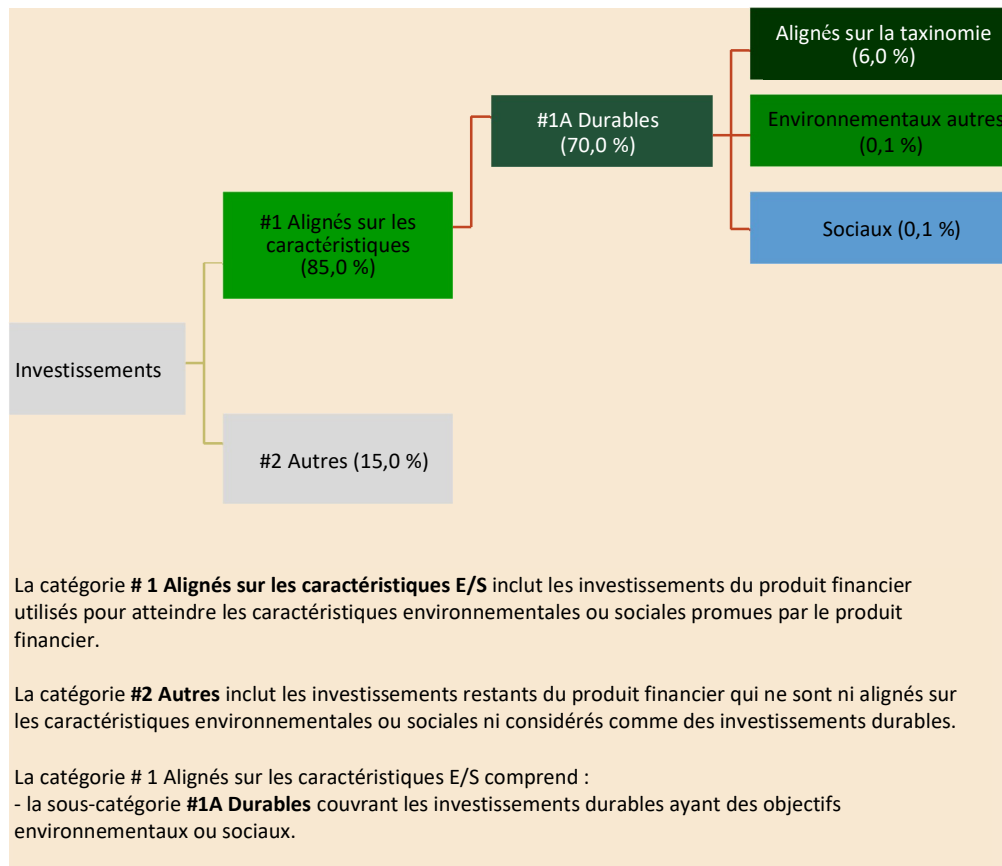 Alignés sur la taxinomie
(6,0 %)
#1A Durables
(70,0 %)
Environnementaux autres
(0,1 %)
#1 Alignés sur les
caractéristiques
(85,0 %)
Sociaux (0,1 %)
Investissements
#2 Autres (15,0 %)
La catégorie # 1 Alignés sur les caractéristiques E/S inclut les investissements du produit financier
utilisés pour atteindre les caractéristiques environnementales ou sociales promues par le produit
financier.
La catégorie #2 Autres inclut les investissements restants du produit financier qui ne sont ni alignés sur
les caractéristiques environnementales ou sociales ni considérés comme des investissements durables.
La catégorie # 1 Alignés sur les caractéristiques E/S comprend :
- la sous-catégorie #1A Durables couvrant les investissements durables ayant des objectifs
environnementaux ou sociaux.